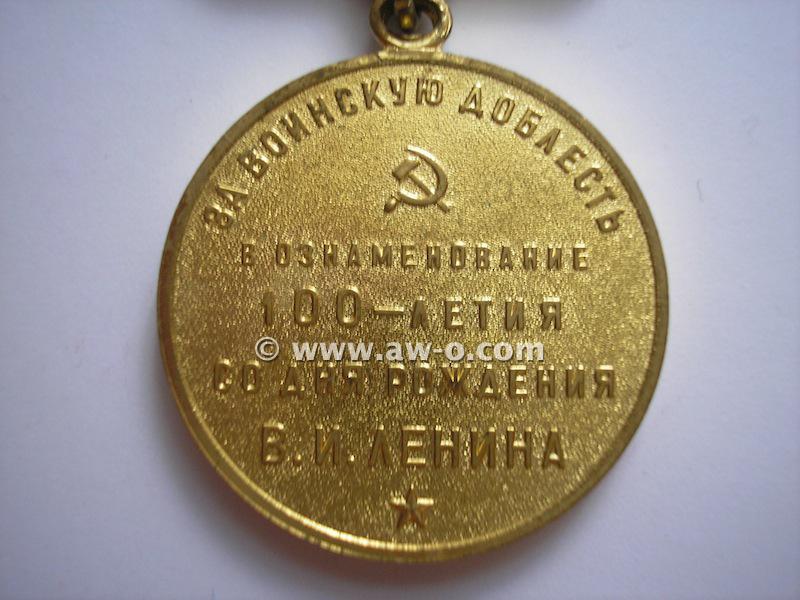 ЗА ВОИНСКУЮ ДОБЛЕСТЬ
В ОЗНАМЕНОВАНИЕ
100-ЛЕТИЯ
© www.aw-o.com
СО ДНЯ РОЖДЕНИЯ
В.И.ЛЕНИНА